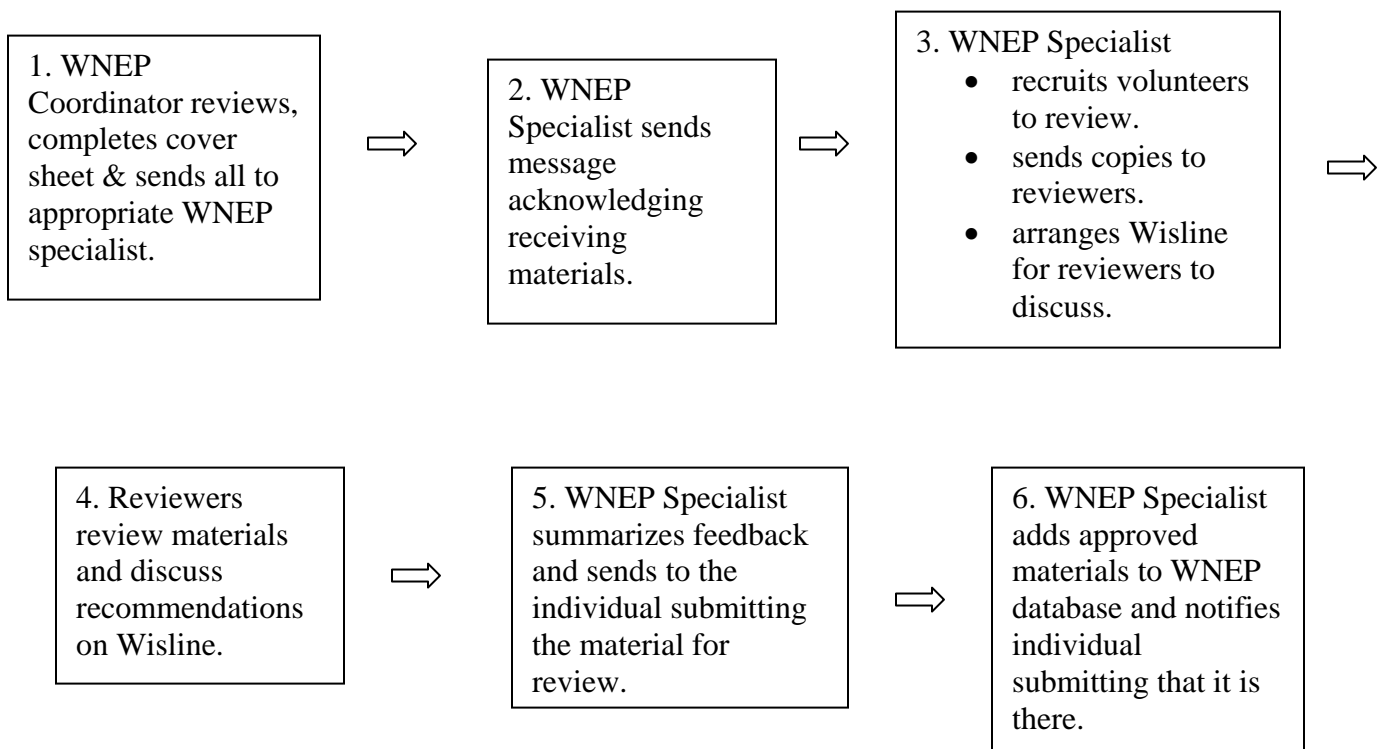 1. WNEP
Coordinator reviews,
completes cover
sheet & sends all to
appropriate WNEP
specialist.
2. WNEP
Specialist sends
message
acknowledging
receiving
materials.
3. WNEP Specialist
• recruits volunteers
to review.
• sends copies to
reviewers.
• arranges Wisline
for reviewers to
discuss.
4. Reviewers
review materials
and discuss
recommendations
on Wisline.
5. WNEP Specialist
summarizes feedback
and sends to the
individual submitting
the material for
review.
6. WNEP Specialist
adds approved
materials to WNEP
database and notifies
individual
submitting that it is
there.